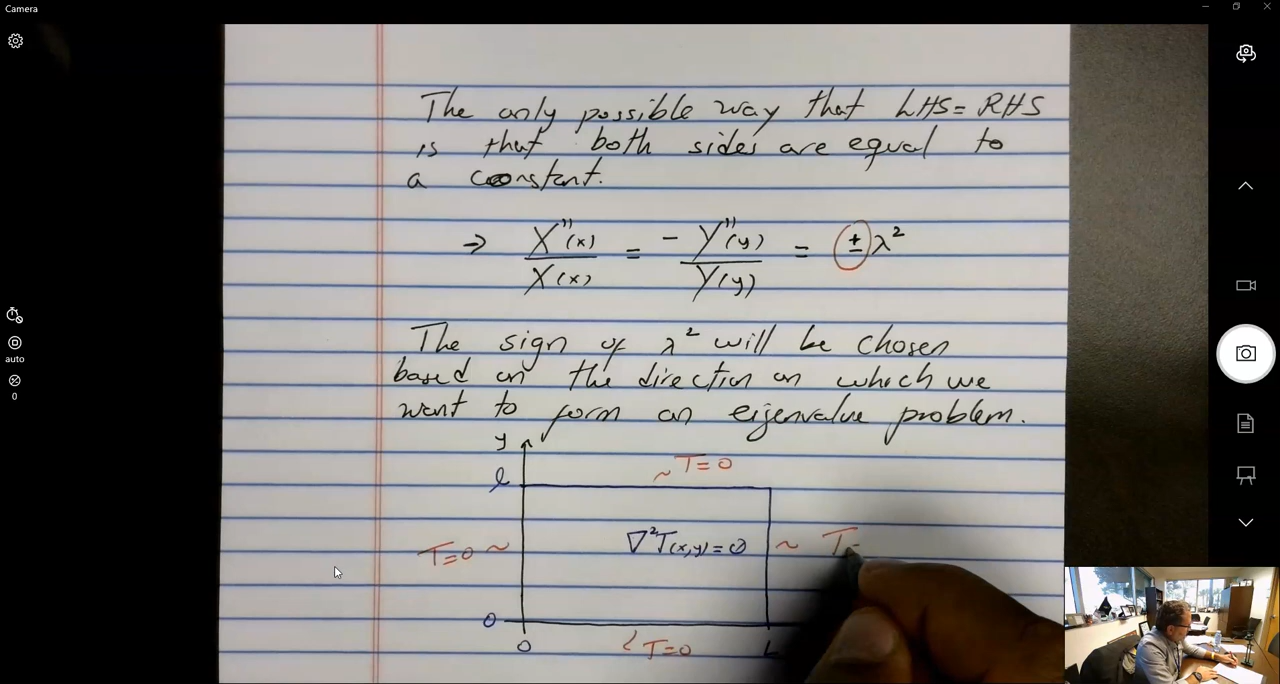 Camera
The only possible way that LHS = RHS
is that both sides are equal to
a constant.
⇒ X''(x) / X(x) = -Y''(y) / Y(y) = ± λ²
The sign of λ² will be chosen
based on the direction on which we
want to form an eigenvalue problem.
y
l ~T=0
T=0 ~ ∇²T(x,y)=0 ~ T=
auto
0
0
0 T=0 L